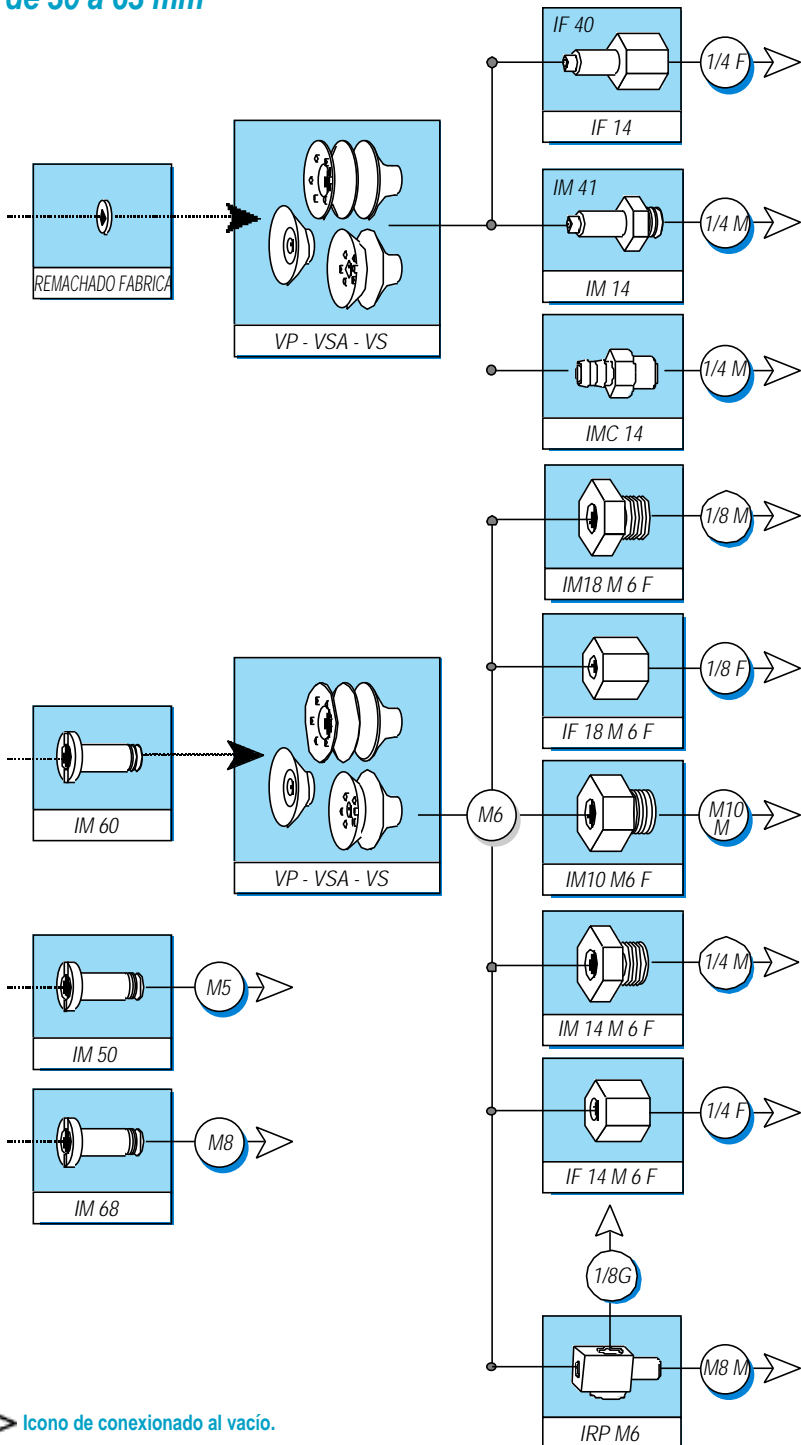 de 30 a 65 mm
IF 40
1/4 F
IF 14
REMACHADO FABRICA
VP - VSA - VS
IM 41
1/4 M
IM 14
1/4 M
IMC 14
1/8 M
IM18 M 6 F
1/8 F
IF 18 M 6 F
IM 60
VP - VSA - VS
M6
M10
M
IM10 M6 F
M5
IM 50
1/4 M
IM 14 M 6 F
M8
IM 68
1/4 F
IF 14 M 6 F
1/8G
M8 M
IRP M6
Icono de conexionado al vacío.